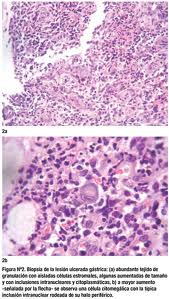 2a
2b
Figura Nº2. Biopsia de la lesión ulcerada gástrica: (a) abundante tejido de
granulación con aisladas células estromales, algunas aumentadas de tamaño
y con inclusiones intranucleares y citoplasmáticas, b) a mayor aumento
-señalada por la flecha- se observa una célula citomegálica con la típica
inclusión intranuclear rodeada de su halo periférico.